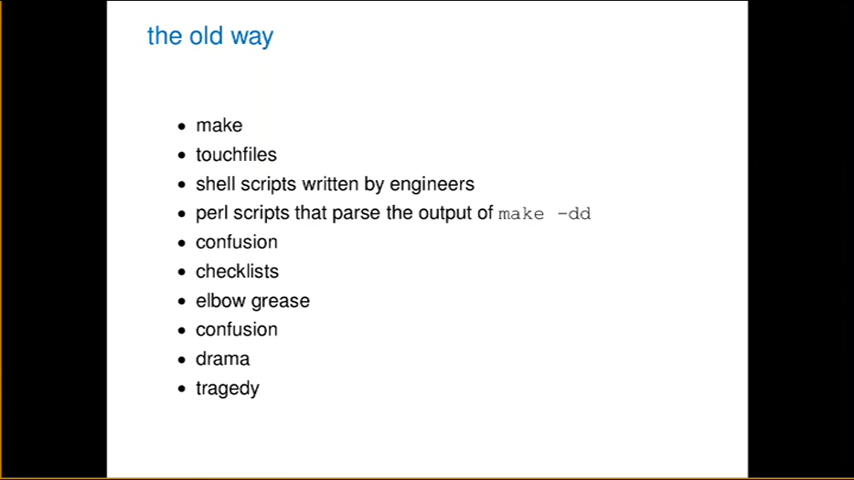 the old way
• make
• touchfiles
• shell scripts written by engineers
• perl scripts that parse the output of make -dd
• confusion
• checklists
• elbow grease
• confusion
• drama
• tragedy